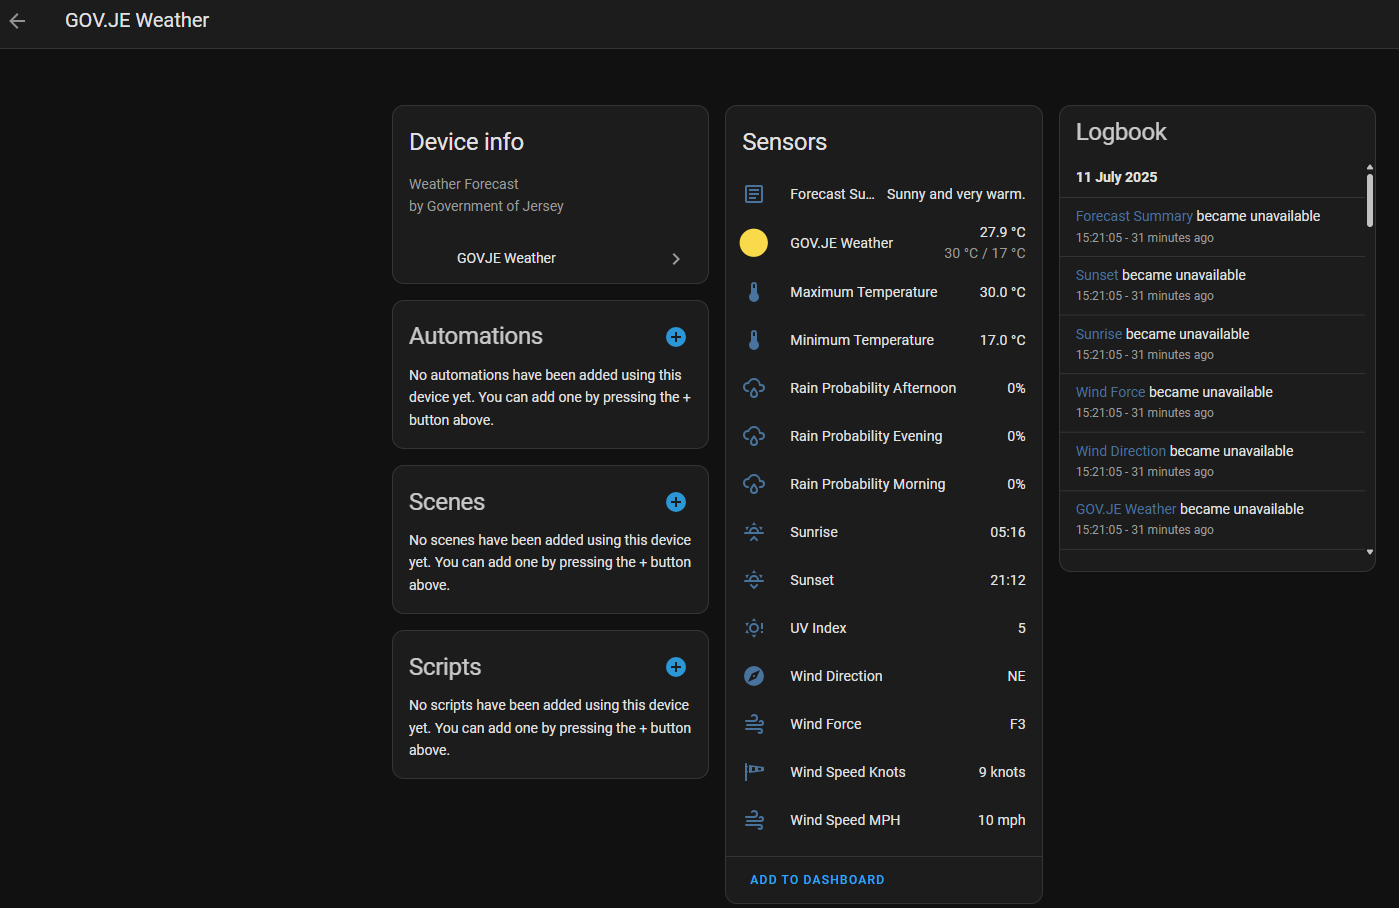 GOV.JE Weather
Device info
Weather Forecast
by Government of Jersey
GOVJE Weather
Automations
No automations have been added using this
device yet. You can add one by pressing the +
button above.
Scenes
No scenes have been added using this device
yet. You can add one by pressing the + button
above.
Scripts
No scripts have been added using this device
yet. You can add one by pressing the + button
above.
Sensors
Forecast Su... Sunny and very warm.
GOV.JE Weather 27.9 °C
30 °C / 17 °C
Maximum Temperature 30.0 °C
Minimum Temperature 17.0 °C
Rain Probability Afternoon 0%
Rain Probability Evening 0%
Rain Probability Morning 0%
Sunrise 05:16
Sunset 21:12
UV Index 5
Wind Direction NE
Wind Force F3
Wind Speed Knots 9 knots
Wind Speed MPH 10 mph
ADD TO DASHBOARD
Logbook
11 July 2025
Forecast Summary became unavailable
15:21:05 - 31 minutes ago
Sunset became unavailable
15:21:05 - 31 minutes ago
Sunrise became unavailable
15:21:05 - 31 minutes ago
Wind Force became unavailable
15:21:05 - 31 minutes ago
Wind Direction became unavailable
15:21:05 - 31 minutes ago
GOV.JE Weather became unavailable
15:21:05 - 31 minutes ago